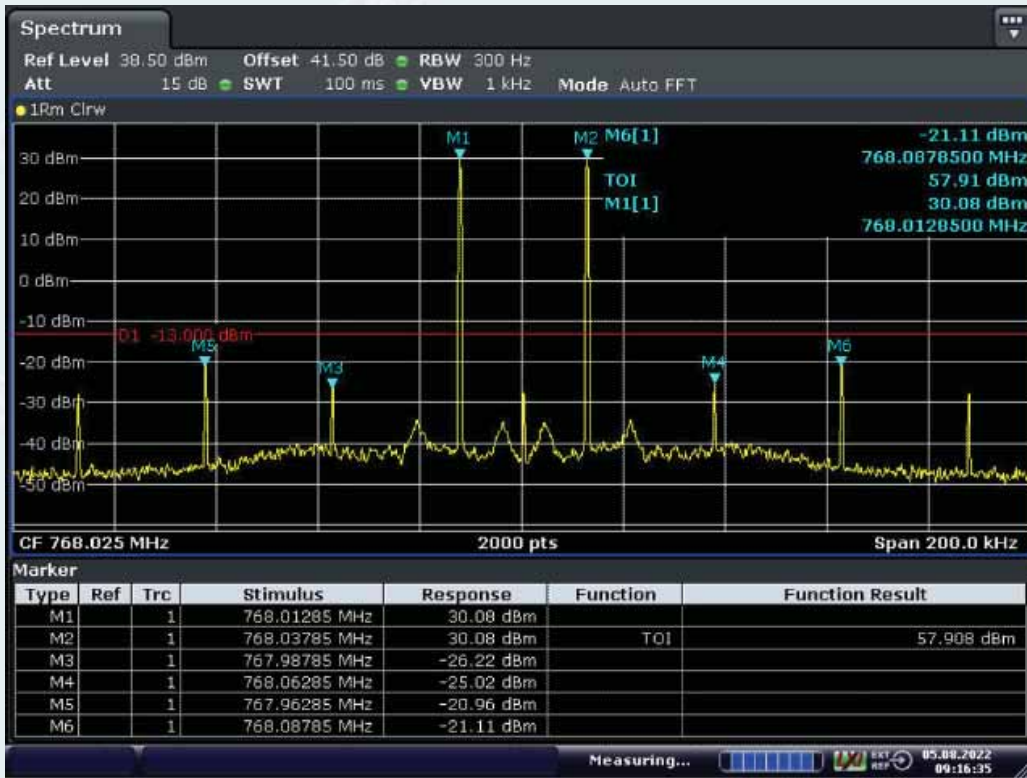 Spectrum
Ref Level 38.50 dBm Offset 41.50 dB RBW 300 Hz
Att 15 dB SWT 100 ms VBW 1 kHz Mode Auto FFT
1Rm Clrw
M1 M2 M6[1] -21.11 dBm
768.0878500 MHz
TOI 57.91 dBm
M1[1] 30.08 dBm
768.0128500 MHz
30 dBm
20 dBm
10 dBm
0 dBm
-10 dBm
D1 -13.000 dBm
M5
M6
-20 dBm
M3
M4
-30 dBm
-40 dBm
-50 dBm
CF 768.025 MHz 2000 pts Span 200.0 kHz
Marker
Type Ref Trc Stimulus Response Function Function Result
M1 1 768.01285 MHz 30.08 dBm
M2 1 768.03785 MHz 30.08 dBm TOI 57.908 dBm
M3 1 767.98785 MHz -26.22 dBm
M4 1 768.06285 MHz -25.02 dBm
M5 1 767.96285 MHz -20.96 dBm
M6 1 768.08785 MHz -21.11 dBm
Measuring... LXI EXT REF 05.08.2022
09:16:35